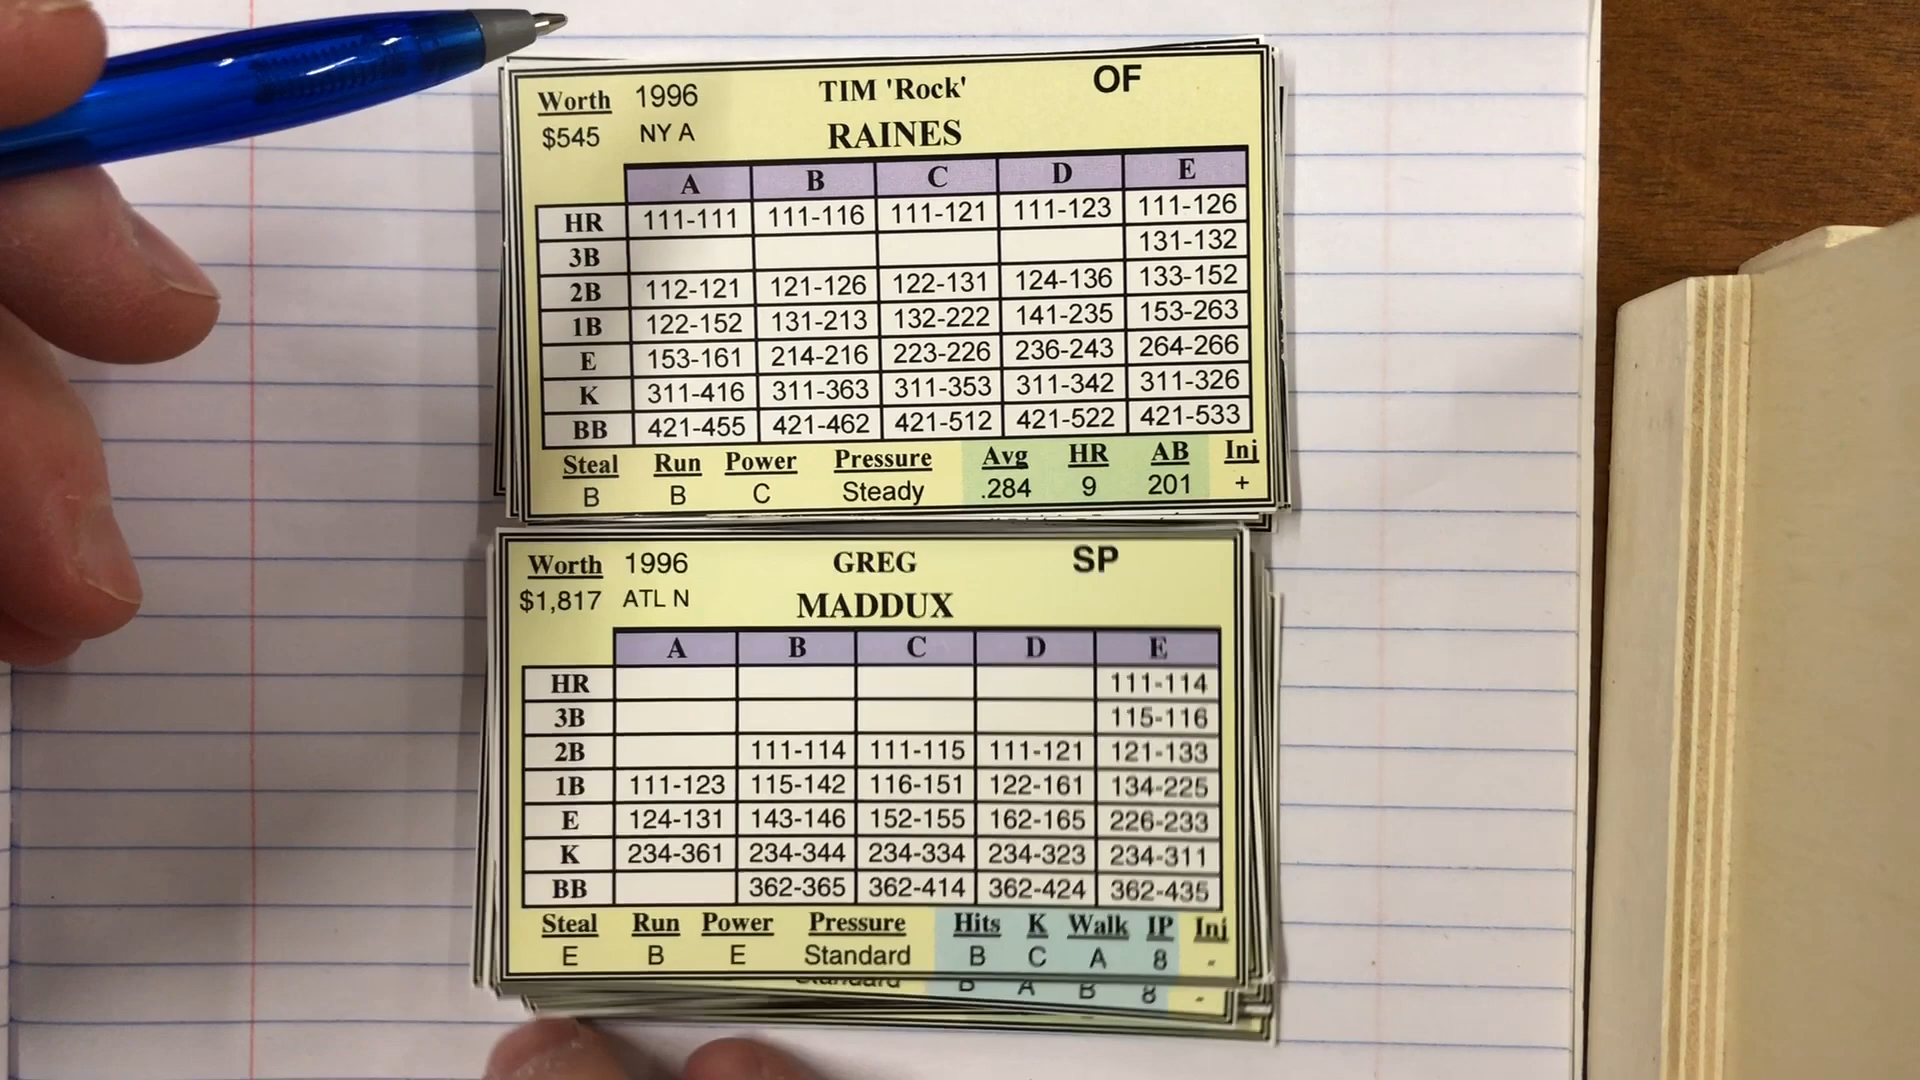 Worth 1996 TIM 'Rock' OF
$545 NY A RAINES
A B C D E
HR 111-111 111-116 111-121 111-123 111-126
3B 131-132
2B 112-121 121-126 122-131 124-136 133-152
1B 122-152 131-213 132-222 141-235 153-263
E 153-161 214-216 223-226 236-243 264-266
K 311-416 311-363 311-353 311-342 311-326
BB 421-455 421-462 421-512 421-522 421-533
Steal Run Power Pressure Avg HR AB Inj
B B C Steady .284 9 201 +
Worth 1996 GREG SP
$1,817 ATL N MADDUX
A B C D E
HR 111-114
3B 115-116
2B 111-114 111-115 111-121 121-133
1B 111-123 115-142 116-151 122-161 134-225
E 124-131 143-146 152-155 162-165 226-233
K 234-361 234-344 234-334 234-323 234-311
BB 362-365 362-414 362-424 362-435
Steal Run Power Pressure Hits K Walk IP Inj
E B E Standard B C A 8 -
Standard B A B 8 -